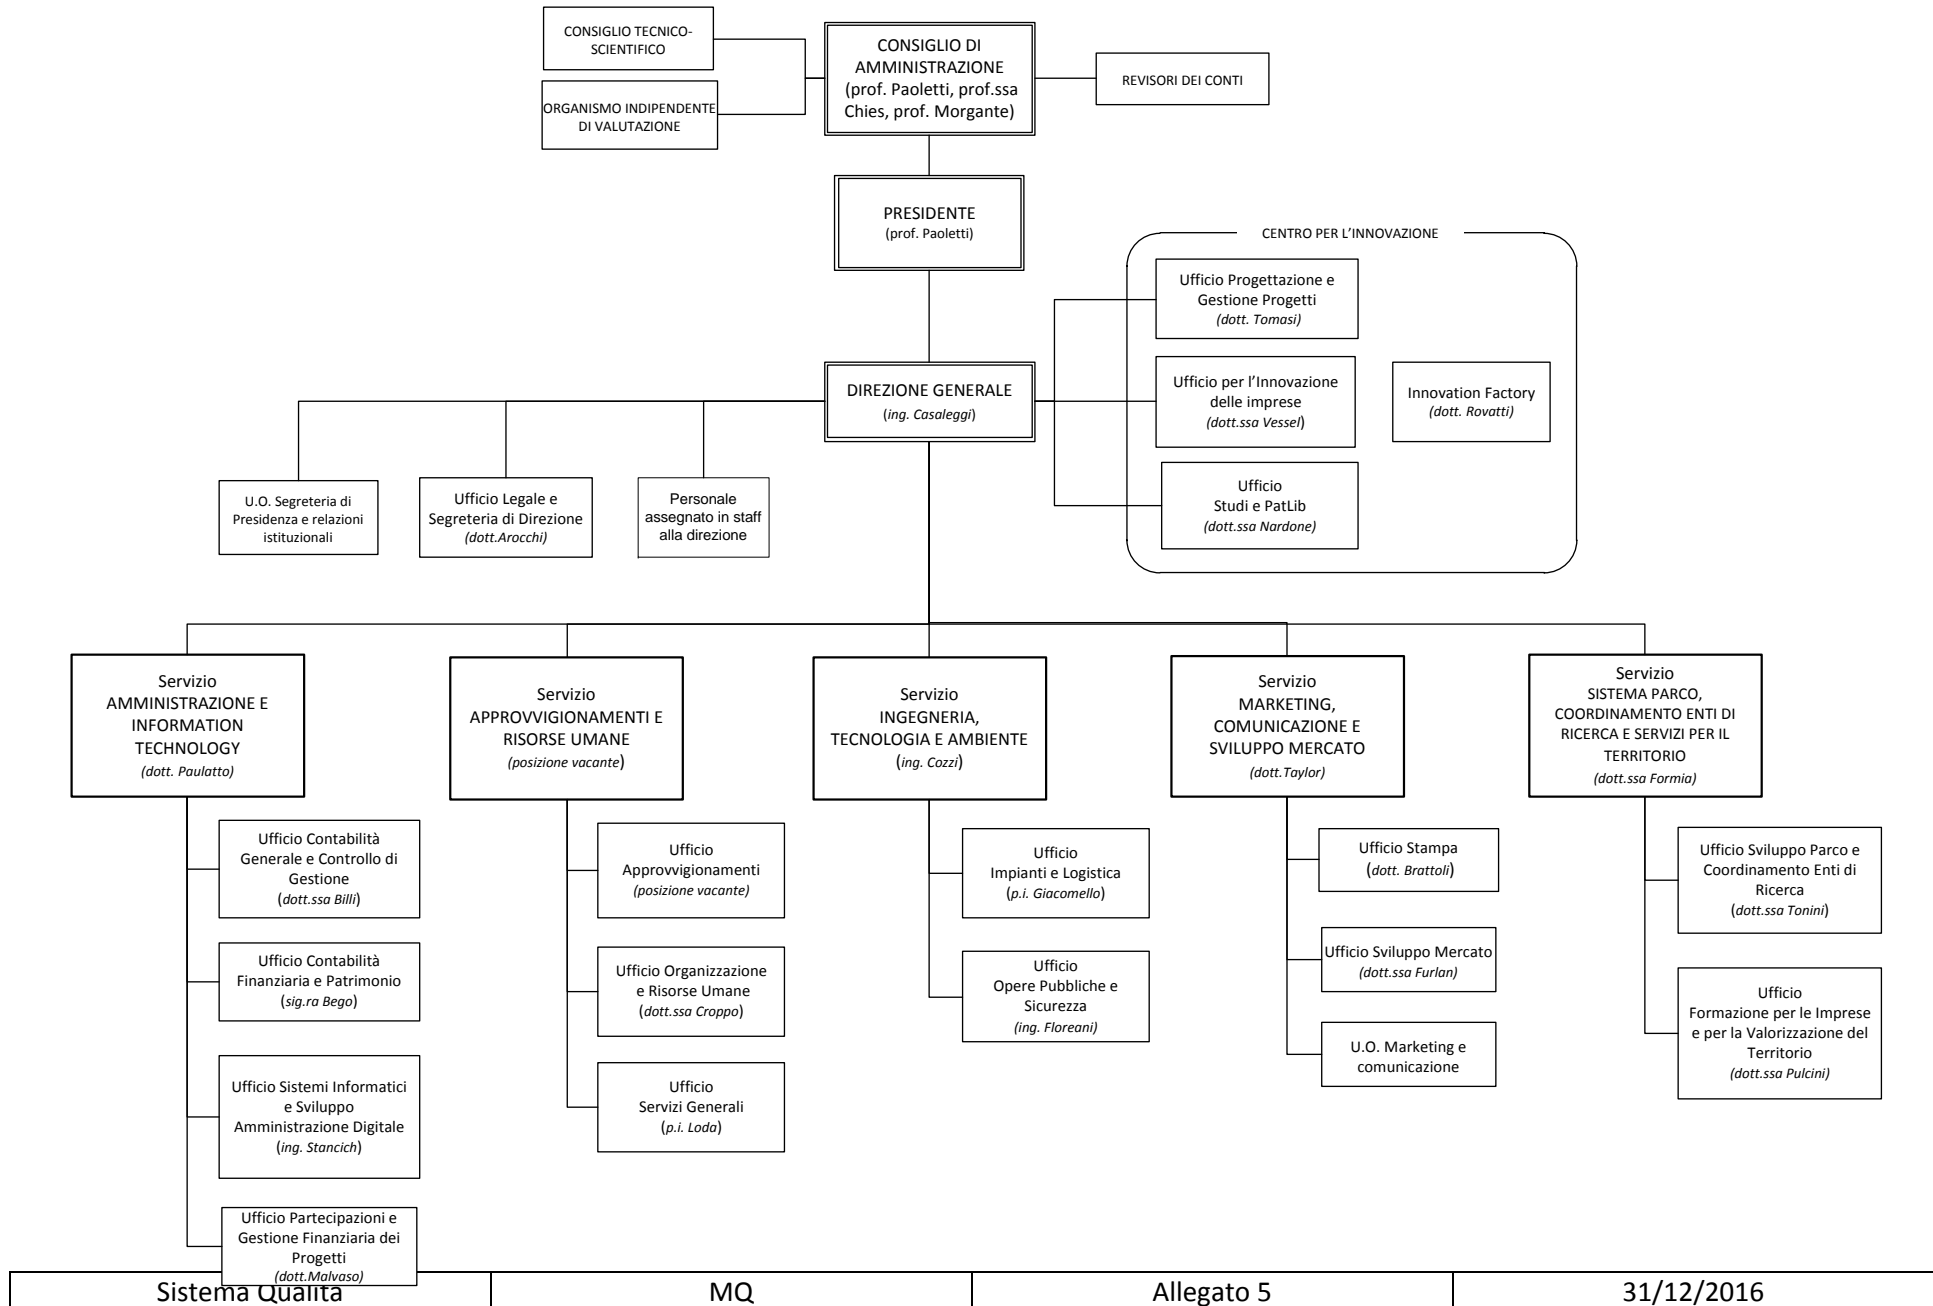 CONSIGLIO TECNICO-
SCIENTIFICO
ORGANISMO INDIPENDENTE
DI VALUTAZIONE
CONSIGLIO DI
AMMINISTRAZIONE
(prof. Paoletti, prof.ssa
Chies, prof. Morgante)
REVISORI DEI CONTI
PRESIDENTE
(prof. Paoletti)
CENTRO PER L’INNOVAZIONE
Ufficio Progettazione e
Gestione Progetti
(dott. Tomasi)
Ufficio per l’Innovazione
delle imprese
(dott.ssa Vessel)
Innovation Factory
(dott. Rovatti)
Ufficio
Studi e PatLib
(dott.ssa Nardone)
DIREZIONE GENERALE
(ing. Casaleggi)
U.O. Segreteria di
Presidenza e relazioni
istituzionali
Ufficio Legale e
Segreteria di Direzione
(dott.Arocchi)
Personale
assegnato in staff
alla direzione
Servizio
AMMINISTRAZIONE E
INFORMATION
TECHNOLOGY
(dott. Paulatto)
Ufficio Contabilità
Generale e Controllo di
Gestione
(dott.ssa Billi)
Ufficio Contabilità
Finanziaria e Patrimonio
(sig.ra Bego)
Ufficio Sistemi Informatici
e Sviluppo
Amministrazione Digitale
(ing. Stancich)
Ufficio Partecipazioni e
Gestione Finanziaria dei
Progetti
(dott.Malvaso)
Servizio
APPROVVIGIONAMENTI E
RISORSE UMANE
(posizione vacante)
Ufficio
Approvvigionamenti
(posizione vacante)
Ufficio Organizzazione
e Risorse Umane
(dott.ssa Croppo)
Ufficio
Servizi Generali
(p.i. Loda)
Servizio
INGEGNERIA,
TECNOLOGIA E AMBIENTE
(ing. Cozzi)
Ufficio
Impianti e Logistica
(p.i. Giacomello)
Ufficio
Opere Pubbliche e
Sicurezza
(ing. Floreani)
Servizio
MARKETING,
COMUNICAZIONE E
SVILUPPO MERCATO
(dott.Taylor)
Ufficio Stampa
(dott. Brattoli)
Ufficio Sviluppo Mercato
(dott.ssa Furlan)
U.O. Marketing e
comunicazione
Servizio
SISTEMA PARCO,
COORDINAMENTO ENTI DI
RICERCA E SERVIZI PER IL
TERRITORIO
(dott.ssa Formia)
Ufficio Sviluppo Parco e
Coordinamento Enti di
Ricerca
(dott.ssa Tonini)
Ufficio
Formazione per le Imprese
e per la Valorizzazione del
Territorio
(dott.ssa Pulcini)
Sistema Qualità
MQ
Allegato 5
31/12/2016